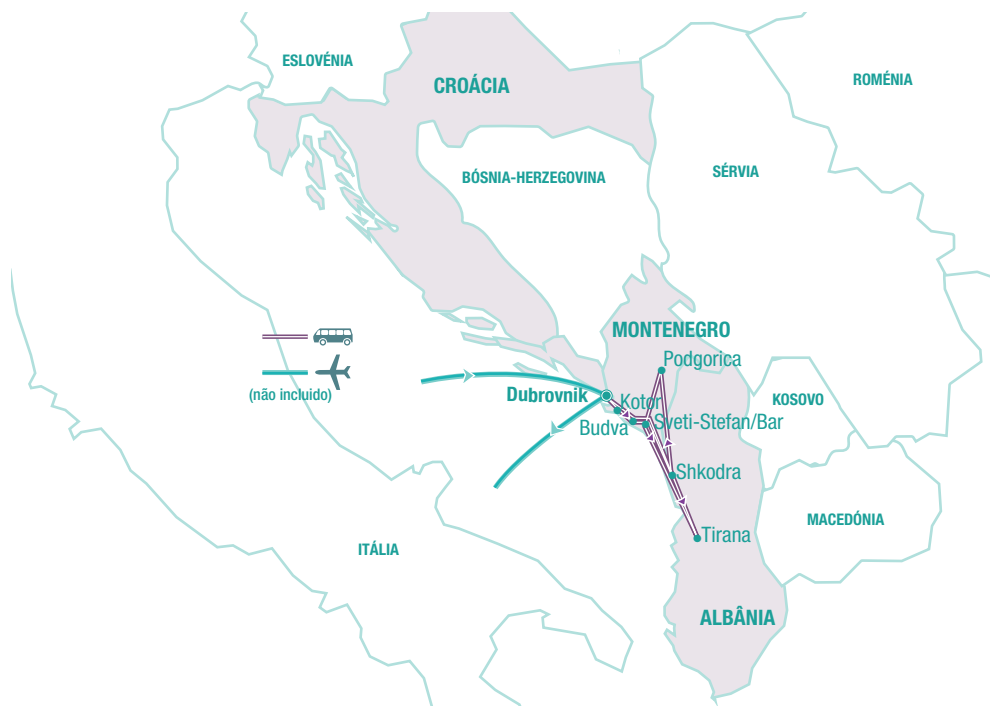 ESLOVÉNIA
CROÁCIA
ROMÉNIA
BÓSNIA-HERZEGOVINA
SÉRVIA
MONTENEGRO
Podgorica
(não incluido)
Dubrovnik
Kotor
KOSOVO
Budva
Sveti-Stefan/Bar
Shkodra
MACEDÓNIA
Tirana
ITÁLIA
ALBÂNIA